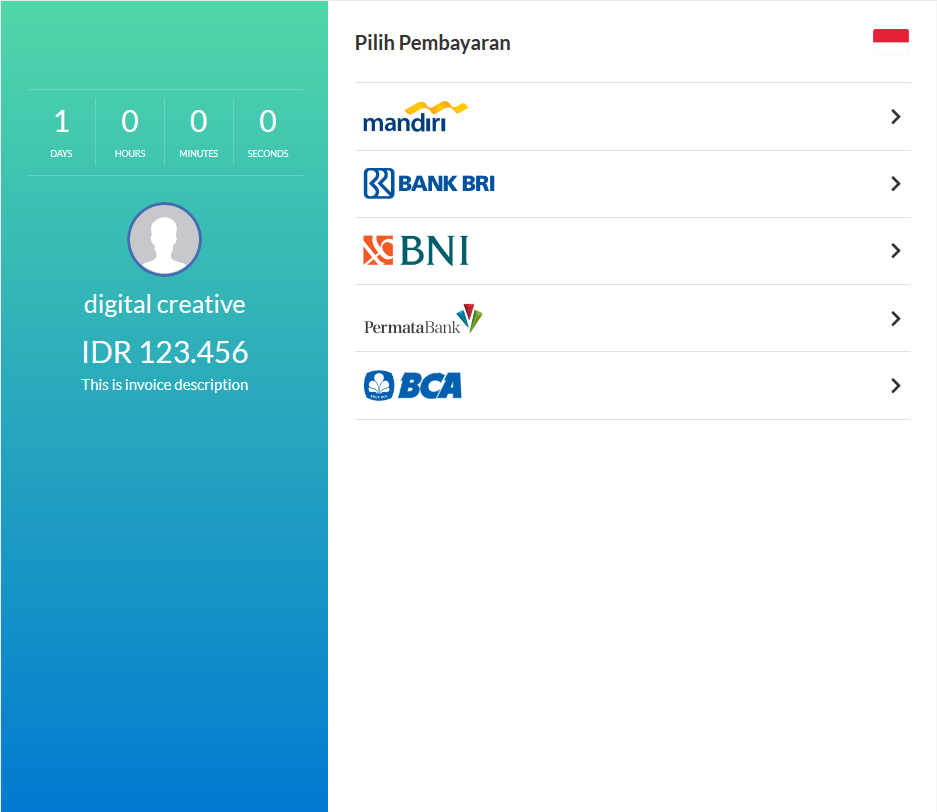 1 0 0 0
DAYS HOURS MINUTES SECONDS
digital creative
IDR 123.456
This is invoice description
Pilih Pembayaran
mandiri
BANK BRI
BNI
PermataBank
BCA